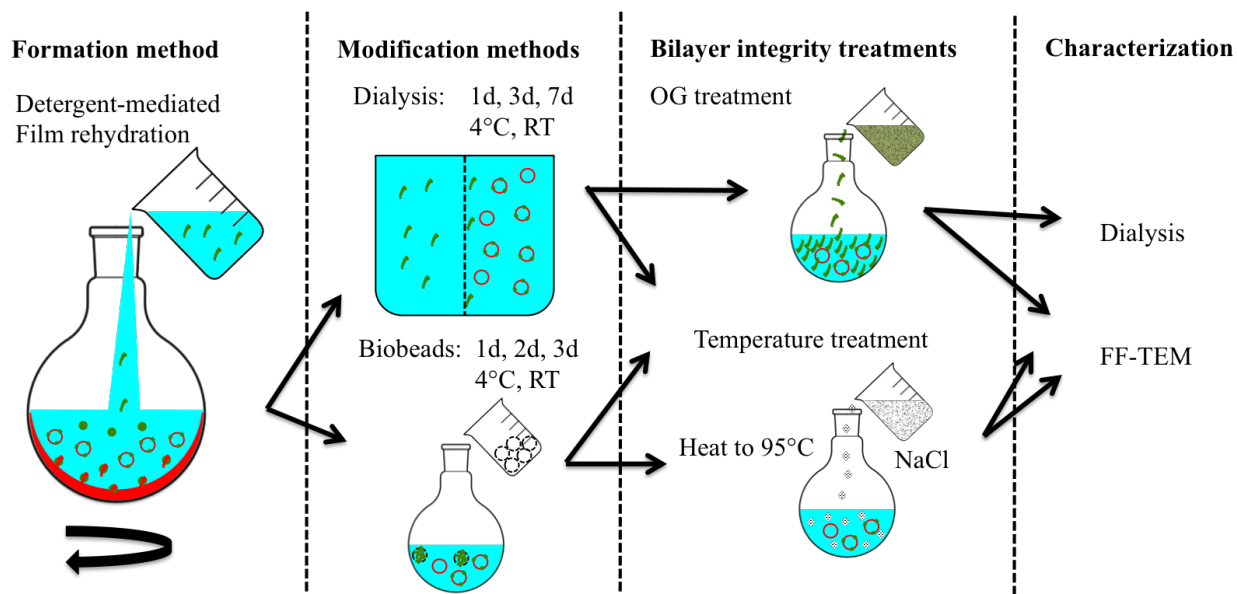 Formation method
Detergent-mediated
Film rehydration
Modification methods
Dialysis: 1d, 3d, 7d
4°C, RT
Biobeads: 1d, 2d, 3d
4°C, RT
Bilayer integrity treatments
OG treatment
Temperature treatment
Heat to 95°C
NaCl
Characterization
Dialysis
FF-TEM